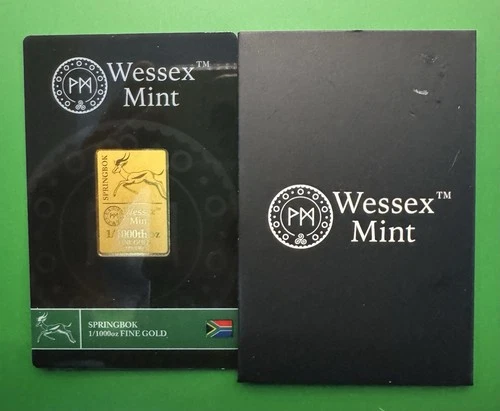 Wessex™
Mint
SPRINGBOK
Wessex
Mint
1/1000th oz
SPRINGBOK
1/1000oz FINE GOLD
Wessex™
Mint